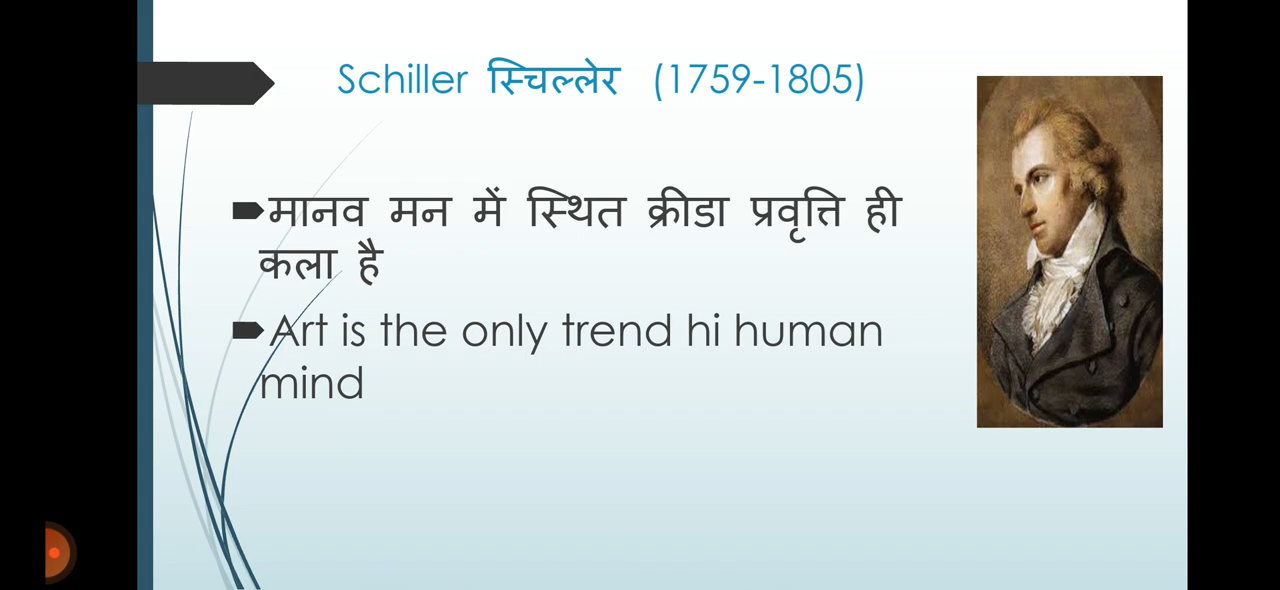 Schiller स्चिल्लेर (1759-1805)
मानव मन में स्थित क्रीडा प्रवृत्ति ही
कला है
Art is the only trend hi human
mind